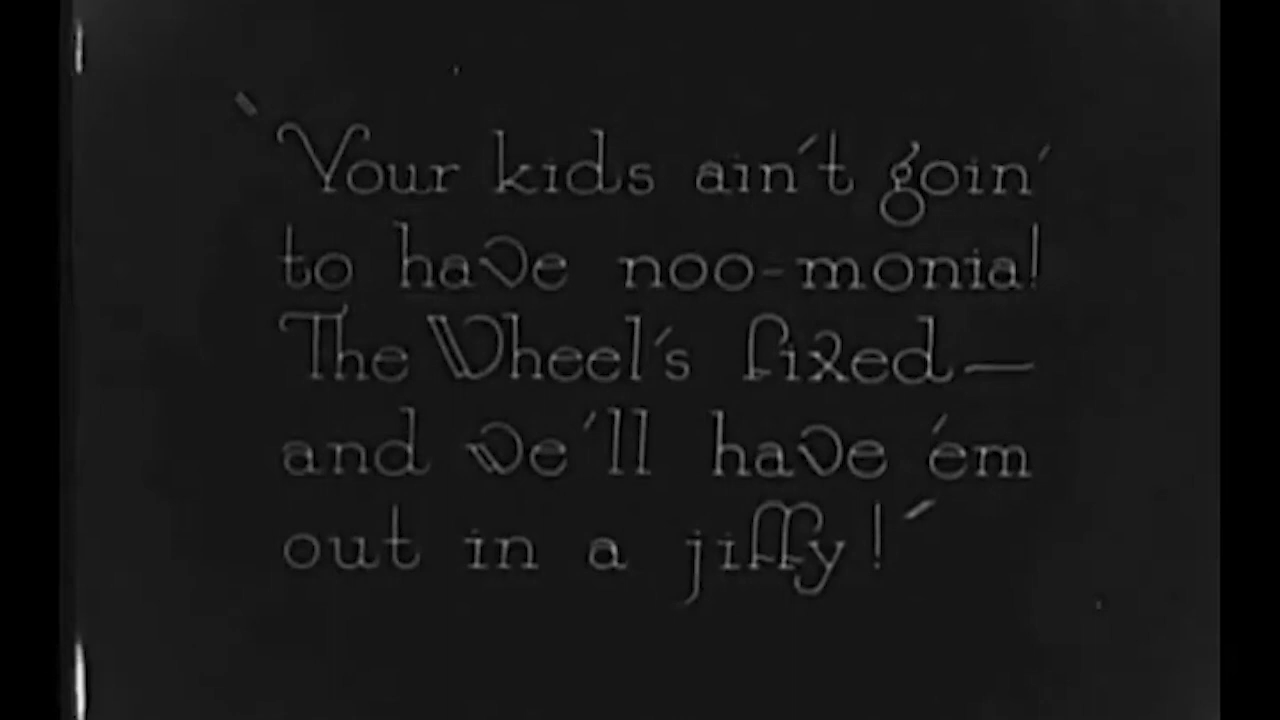 `Your kids ain't goin'
to have noo-monia!
The Wheel's fixed—
and we'll have 'em
out in a jiffy!´